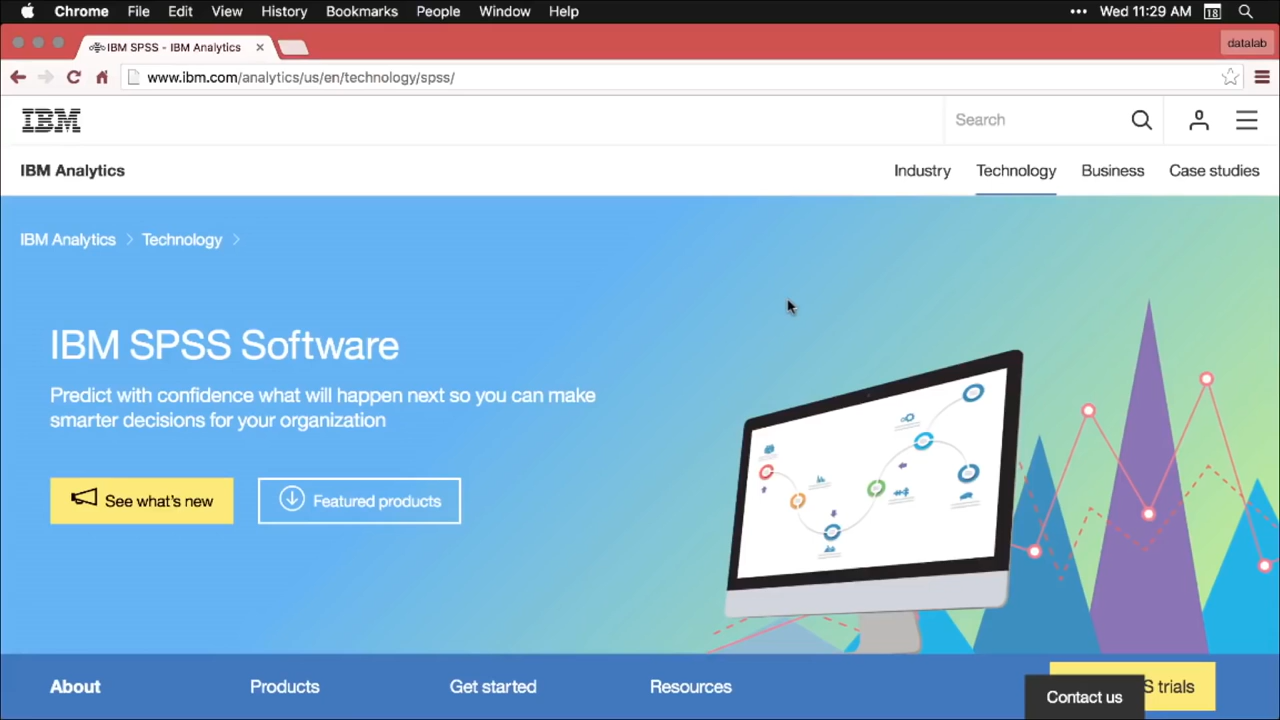 Chrome File Edit View History Bookmarks People Window Help ••• Wed 11:29 AM 18
IBM SPSS - IBM Analytics × datalab
www.ibm.com/analytics/us/en/technology/spss/
IBM Search
IBM Analytics Industry Technology Business Case studies
IBM Analytics > Technology >
IBM SPSS Software
Predict with confidence what will happen next so you can make
smarter decisions for your organization
See what's new Featured products
About Products Get started Resources Contact us S trials